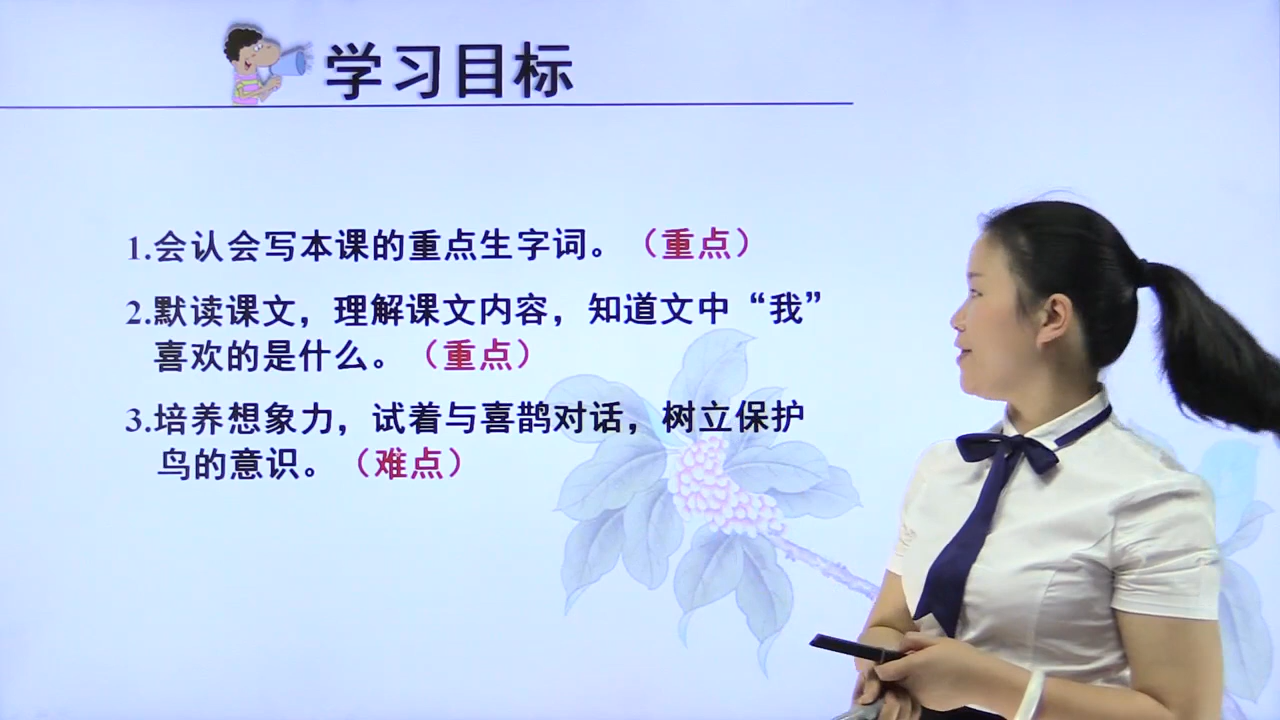 学习目标
1.会认会写本课的重点生字词。（重点）
2.默读课文，理解课文内容，知道文中“我”
喜欢的是什么。（重点）
3.培养想象力，试着与喜鹊对话，树立保护
鸟的意识。（难点）